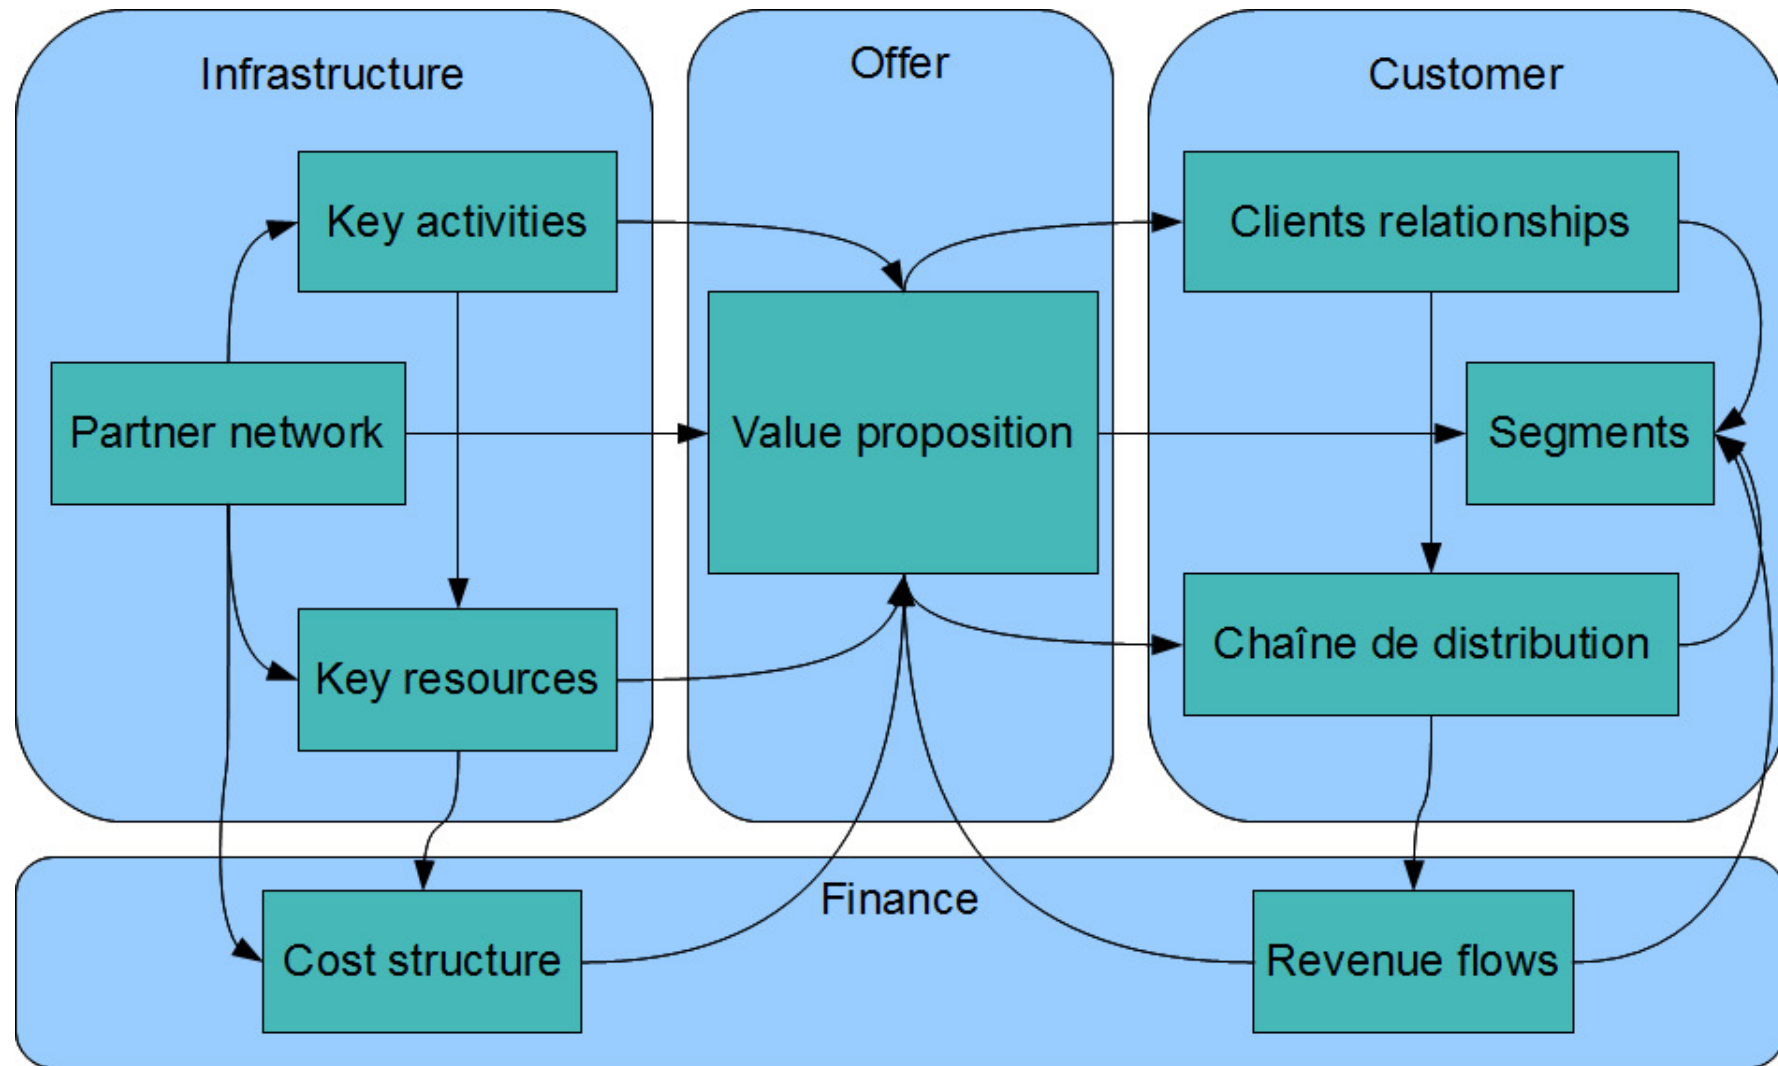 Infrastructure
Offer
Customer
Key activities
Clients relationships
Partner network
Value proposition
Segments
Key resources
Chaîne de distribution
Finance
Cost structure
Revenue flows